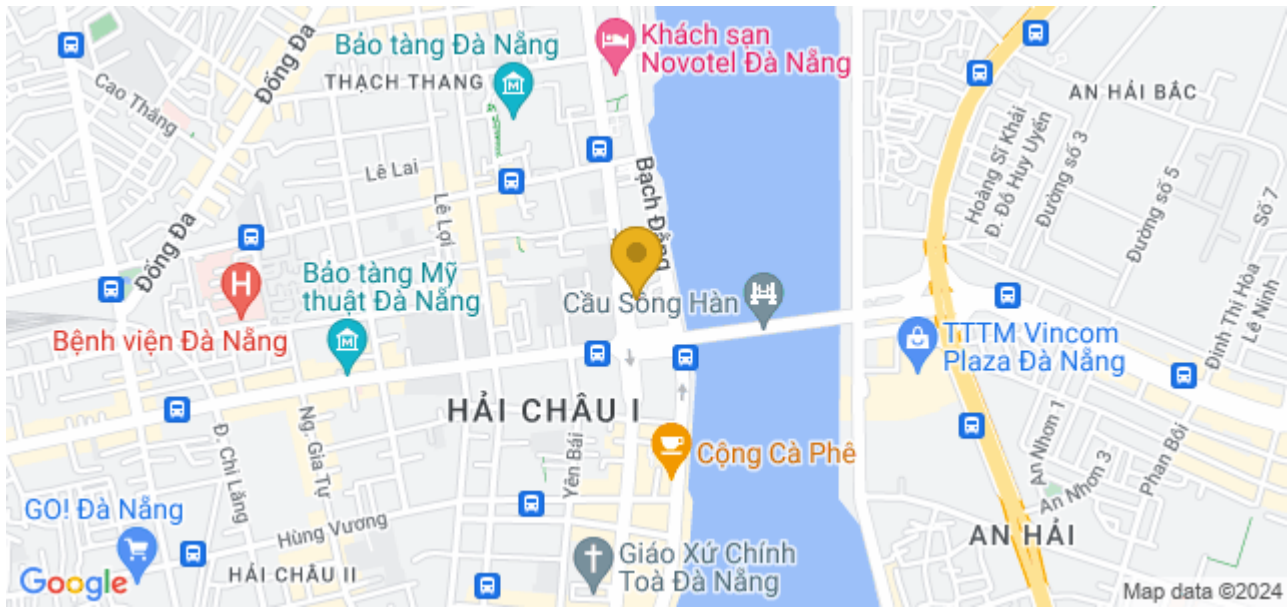 Bảo tàng Đà Nẵng
THẠCH THANG
Khách sạn
Novotel Đà Nẵng
AN HẢI BẮC
Cao Thắng
Đống Đa
Lê Lai
Lê Lợi
Bạch Đằng
Hoàng Sĩ Khải
Đ. Đỗ Huy Uyển
Đường số 3
Đường số 5
Số 7
Đống Đa
Bảo tàng Mỹ
thuật Đà Nẵng
Bệnh viện Đà Nẵng
H
Cầu Sông Hàn
TTTM Vincom
Plaza Đà Nẵng
Đinh Thị Hòa
Lê Ninh
HẢI CHÂU I
Cộng Cà Phê
Đ. Chi Lăng
Ng. Gia Tự
Yên Bái
An Nhơn 1
An Nhơn 3
Phan Bôi
GO! Đà Nẵng
Hùng Vương
HẢI CHÂU II
Giáo Xứ Chính
Toà Đà Nẵng
AN HẢI
Google
Map data ©2024